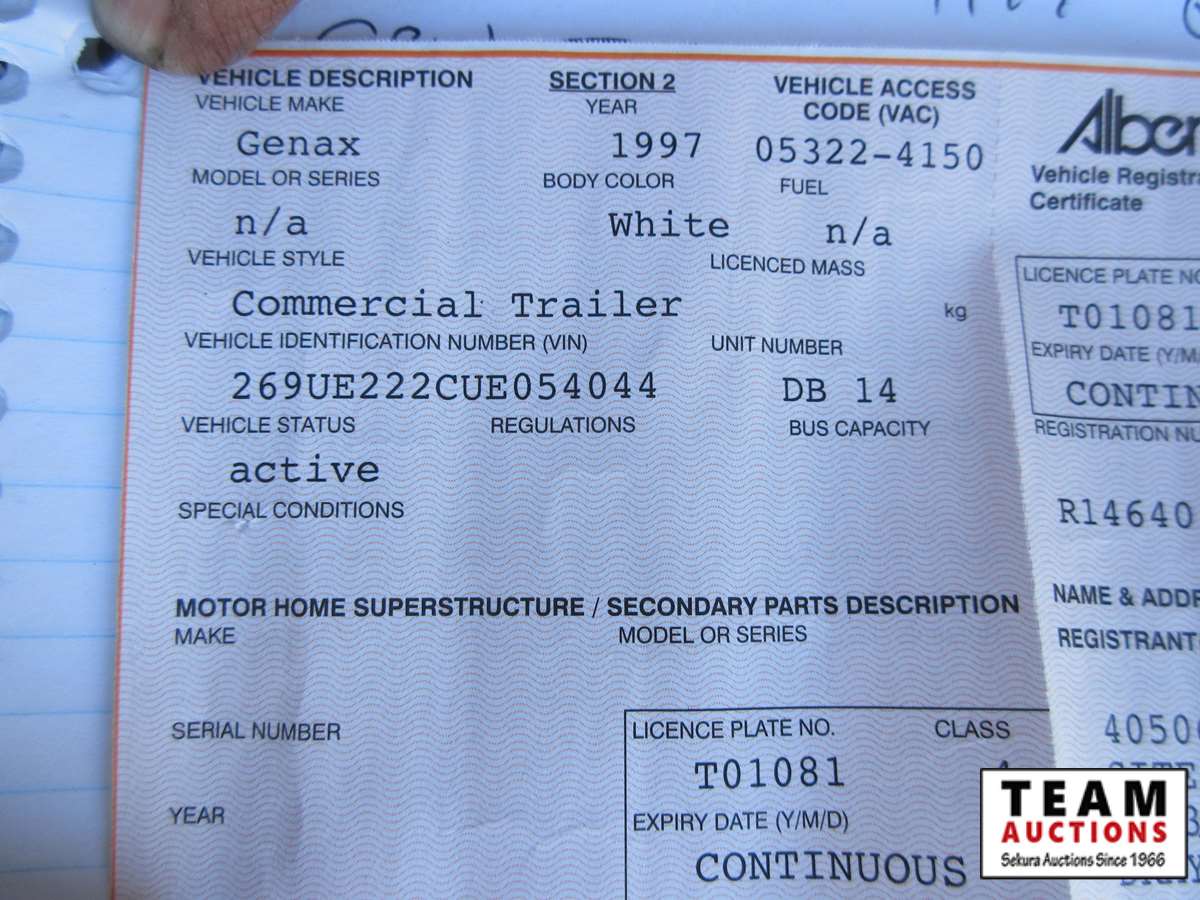 VEHICLE DESCRIPTION SECTION 2 VEHICLE ACCESS
VEHICLE MAKE YEAR CODE (VAC)
Genax 1997 05322-4150
MODEL OR SERIES BODY COLOR FUEL
n/a White n/a
VEHICLE STYLE LICENCED MASS
Commercial Trailer kg
VEHICLE IDENTIFICATION NUMBER (VIN) UNIT NUMBER
269UE222CUE054044 DB 14
VEHICLE STATUS REGULATIONS BUS CAPACITY
active
SPECIAL CONDITIONS
MOTOR HOME SUPERSTRUCTURE / SECONDARY PARTS DESCRIPTION
MAKE MODEL OR SERIES
SERIAL NUMBER
YEAR
LICENCE PLATE NO. CLASS
T01081
EXPIRY DATE (Y/M/D)
CONTINUOUS
Alber
Vehicle Registra
Certificate
LICENCE PLATE NO
T01081
EXPIRY DATE (Y/M
CONTIN
REGISTRATION NU
R14640
NAME & ADDR
REGISTRANT
4050
TEAM
AUCTIONS
Sekura Auctions Since 1966